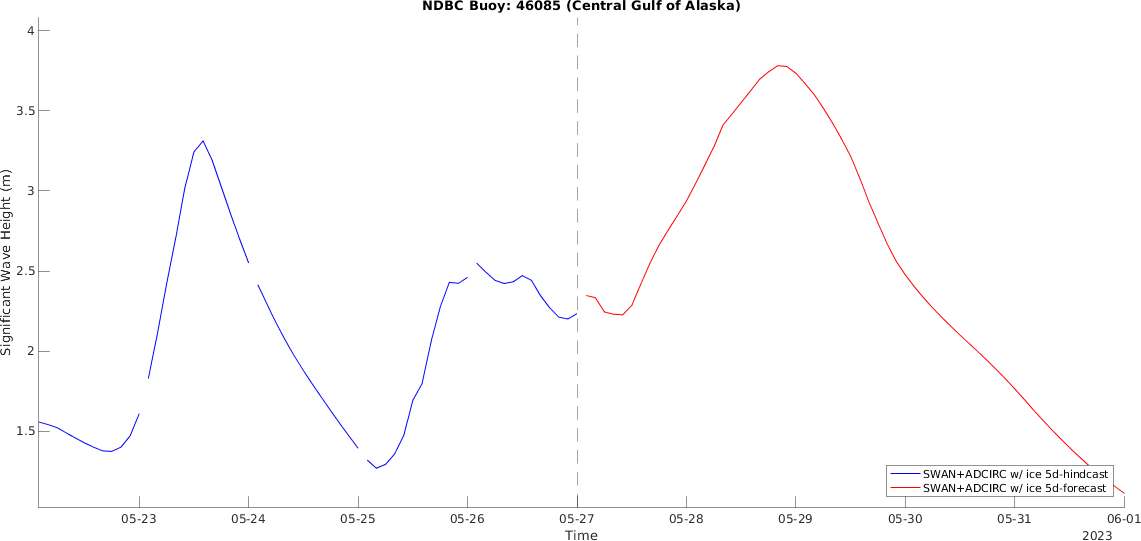 NDBC Buoy: 46085 (Central Gulf of Alaska)
4
3.5
3
2.5
2
1.5
Significant Wave Height (m)
SWAN+ADCIRC w/ ice 5d-hindcast
SWAN+ADCIRC w/ ice 5d-forecast
05-23 05-24 05-25 05-26 05-27 05-28 05-29 05-30 05-31 06-01
Time
2023